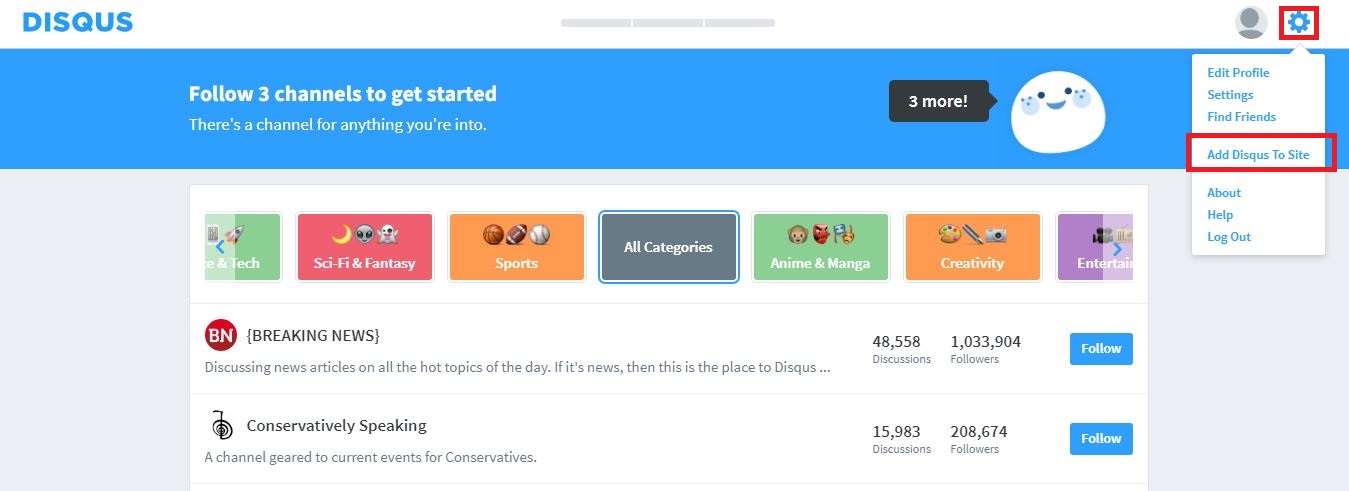 DISQUS
Follow 3 channels to get started
There's a channel for anything you're into.
3 more!
Edit Profile
Settings
Find Friends
Add Disqus To Site
About
Help
Log Out
& Tech
Sci-Fi & Fantasy
Sports
All Categories
Anime & Manga
Creativity
BN
{BREAKING NEWS}
Discussing news articles on all the hot topics of the day. If it's news, then this is the place to Disqus ...
48,558
Discussions
1,033,904
Followers
Follow
Conservatively Speaking
A channel geared to current events for Conservatives.
15,983
Discussions
208,674
Followers
Follow